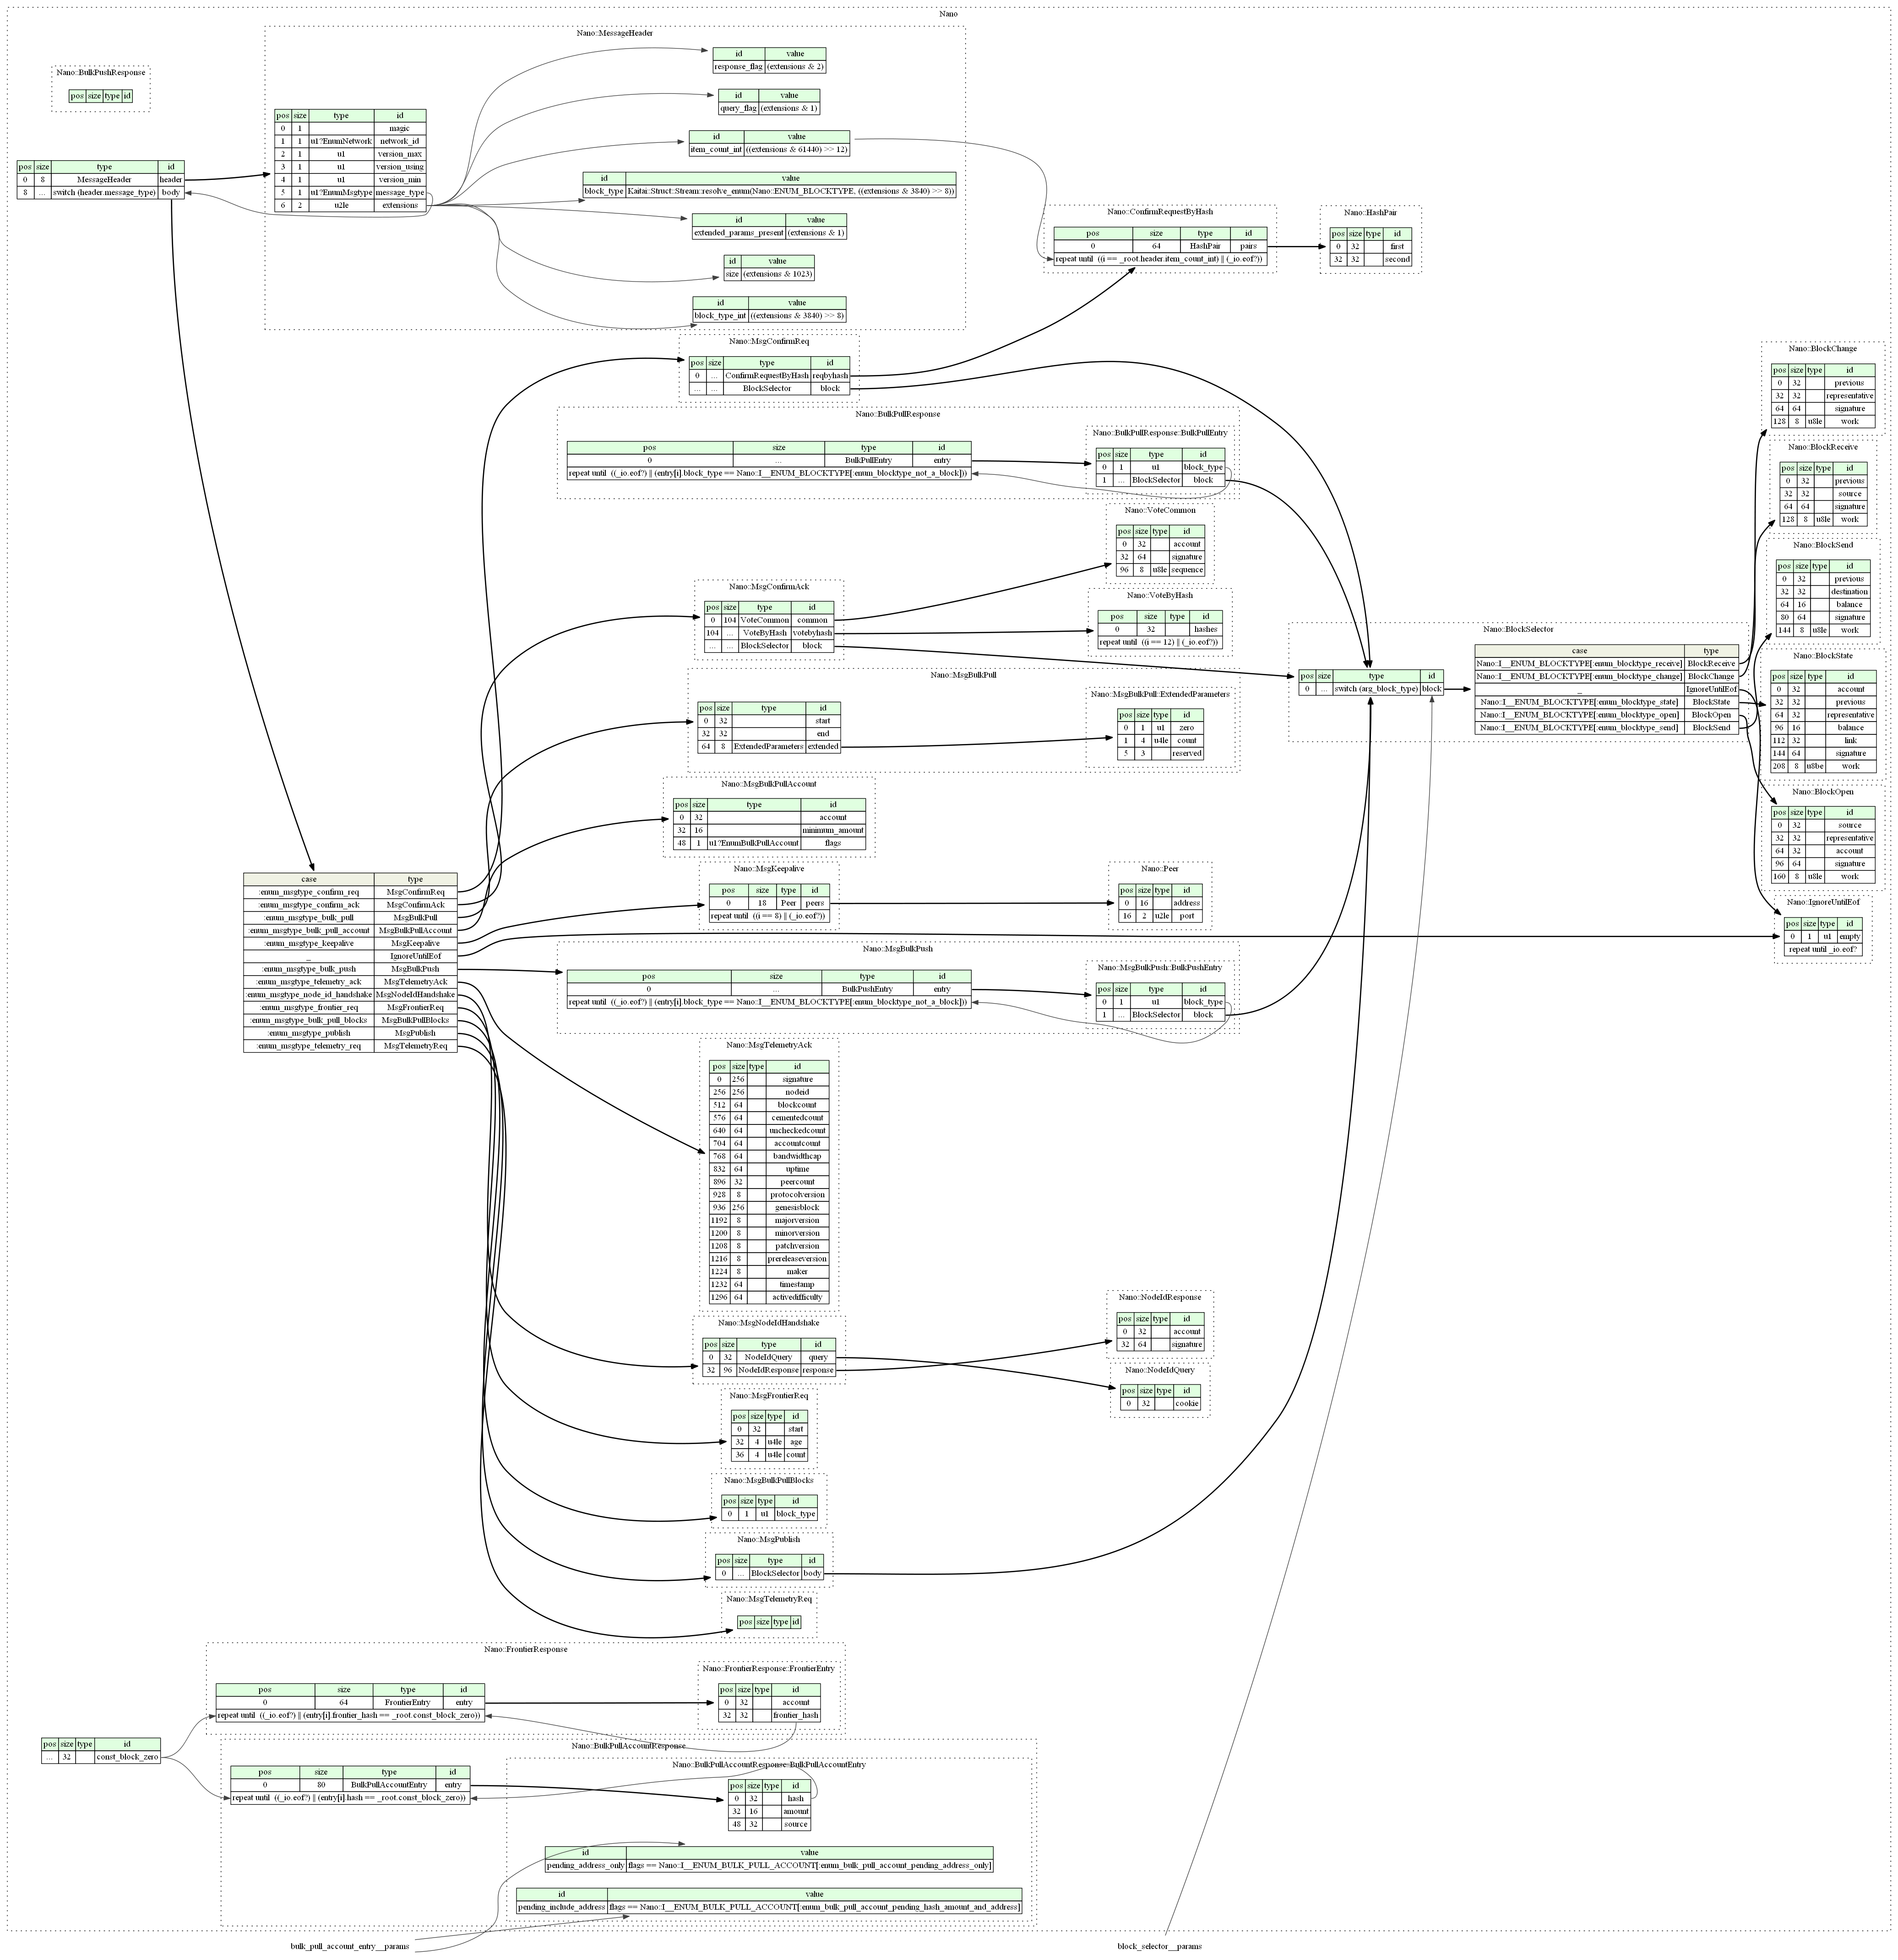 Nano
Nano::BulkPushResponse
pos size type id
pos size type id
0 8 MessageHeader header
8 ... switch (header.message_type) body
Nano::MessageHeader
pos size type id
0 1 magic
1 1 u1?EnumNetwork network_id
2 1 u1 version_max
3 1 u1 version_using
4 1 u1 version_min
5 1 u1?EnumMsgtype message_type
6 2 u2le extensions
id value
response_flag (extensions & 2)
id value
query_flag (extensions & 1)
id value
item_count_int ((extensions & 61440) >> 12)
id value
block_type Kaitai::Struct::Stream::resolve_enum(Nano::ENUM_BLOCKTYPE, ((extensions & 3840) >> 8))
id value
extended_params_present (extensions & 1)
id value
size (extensions & 1023)
id value
block_type_int ((extensions & 3840) >> 8)
Nano::ConfirmRequestByHash
pos size type id
0 64 HashPair pairs
repeat until ((i == _root.header.item_count_int) || (_io.eof?))
Nano::HashPair
pos size type id
0 32 first
32 32 second
Nano::MsgConfirmReq
pos size type id
0 ... ConfirmRequestByHash reqbyhash
... ... BlockSelector block
Nano::BulkPullResponse
pos size type id
0 ... BulkPullEntry entry
repeat until ((_io.eof?) || (entry[i].block_type == Nano::I__ENUM_BLOCKTYPE[:enum_blocktype_not_a_block]))
Nano::BulkPullResponse::BulkPullEntry
pos size type id
0 1 u1 block_type
1 ... BlockSelector block
Nano::VoteCommon
pos size type id
0 32 account
32 64 signature
96 8 u8le sequence
Nano::MsgConfirmAck
pos size type id
0 104 VoteCommon common
104 ... VoteByHash votebyhash
... ... BlockSelector block
Nano::VoteByHash
pos size type id
0 32 hashes
repeat until ((i == 12) || (_io.eof?))
Nano::MsgBulkPull
pos size type id
0 32 start
32 32 end
64 8 ExtendedParameters extended
Nano::MsgBulkPull::ExtendedParameters
pos size type id
0 1 u1 zero
1 4 u4le count
5 3 reserved
Nano::BlockSelector
pos size type id
0 ... switch (arg_block_type) block
case type
Nano::I__ENUM_BLOCKTYPE[:enum_blocktype_receive] BlockReceive
Nano::I__ENUM_BLOCKTYPE[:enum_blocktype_change] BlockChange
_ IgnoreUntilEof
Nano::I__ENUM_BLOCKTYPE[:enum_blocktype_state] BlockState
Nano::I__ENUM_BLOCKTYPE[:enum_blocktype_open] BlockOpen
Nano::I__ENUM_BLOCKTYPE[:enum_blocktype_send] BlockSend
Nano::BlockChange
pos size type id
0 32 previous
32 32 representative
64 64 signature
128 8 u8le work
Nano::BlockReceive
pos size type id
0 32 previous
32 32 source
64 64 signature
128 8 u8le work
Nano::BlockSend
pos size type id
0 32 previous
32 32 destination
64 16 balance
80 64 signature
144 8 u8le work
Nano::BlockState
pos size type id
0 32 account
32 32 previous
64 32 representative
96 16 balance
112 32 link
144 64 signature
208 8 u8be work
Nano::BlockOpen
pos size type id
0 32 source
32 32 representative
64 32 account
96 64 signature
160 8 u8le work
Nano::IgnoreUntilEof
pos size type id
0 1 u1 empty
repeat until _io.eof?
Nano::MsgBulkPullAccount
pos size type id
0 32 account
32 16 minimum_amount
48 1 u1?EnumBulkPullAccount flags
Nano::MsgKeepalive
pos size type id
0 18 Peer peers
repeat until ((i == 8) || (_io.eof?))
Nano::Peer
pos size type id
0 16 address
16 2 u2le port
case type
:enum_msgtype_confirm_req MsgConfirmReq
:enum_msgtype_confirm_ack MsgConfirmAck
:enum_msgtype_bulk_pull MsgBulkPull
:enum_msgtype_bulk_pull_account MsgBulkPullAccount
:enum_msgtype_keepalive MsgKeepalive
_ IgnoreUntilEof
:enum_msgtype_bulk_push MsgBulkPush
:enum_msgtype_telemetry_ack MsgTelemetryAck
:enum_msgtype_node_id_handshake MsgNodeIdHandshake
:enum_msgtype_frontier_req MsgFrontierReq
:enum_msgtype_bulk_pull_blocks MsgBulkPullBlocks
:enum_msgtype_publish MsgPublish
:enum_msgtype_telemetry_req MsgTelemetryReq
Nano::MsgBulkPush
pos size type id
0 ... BulkPushEntry entry
repeat until ((_io.eof?) || (entry[i].block_type == Nano::I__ENUM_BLOCKTYPE[:enum_blocktype_not_a_block]))
Nano::MsgBulkPush::BulkPushEntry
pos size type id
0 1 u1 block_type
1 ... BlockSelector block
Nano::MsgTelemetryAck
pos size type id
0 256 signature
256 256 nodeid
512 64 blockcount
576 64 cementedcount
640 64 uncheckedcount
704 64 accountcount
768 64 bandwidthcap
832 64 uptime
896 32 peercount
928 8 protocolversion
936 256 genesisblock
1192 8 majorversion
1200 8 minorversion
1208 8 patchversion
1216 8 prereleaseversion
1224 8 maker
1232 64 timestamp
1296 64 activedifficulty
Nano::MsgNodeIdHandshake
pos size type id
0 32 NodeIdQuery query
32 96 NodeIdResponse response
Nano::NodeIdResponse
pos size type id
0 32 account
32 64 signature
Nano::NodeIdQuery
pos size type id
0 32 cookie
Nano::MsgFrontierReq
pos size type id
0 32 start
32 4 u4le age
36 4 u4le count
Nano::MsgBulkPullBlocks
pos size type id
0 1 u1 block_type
Nano::MsgPublish
pos size type id
0 ... BlockSelector body
Nano::MsgTelemetryReq
pos size type id
Nano::FrontierResponse
pos size type id
0 64 FrontierEntry entry
repeat until ((_io.eof?) || (entry[i].frontier_hash == _root.const_block_zero))
Nano::FrontierResponse::FrontierEntry
pos size type id
0 32 account
32 32 frontier_hash
pos size type id
... 32 const_block_zero
Nano::BulkPullAccountResponse
pos size type id
0 80 BulkPullAccountEntry entry
repeat until ((_io.eof?) || (entry[i].hash == _root.const_block_zero))
Nano::BulkPullAccountResponse::BulkPullAccountEntry
pos size type id
0 32 hash
32 16 amount
48 32 source
id value
pending_address_only flags == Nano::I__ENUM_BULK_PULL_ACCOUNT[:enum_bulk_pull_account_pending_address_only]
id value
pending_include_address flags == Nano::I__ENUM_BULK_PULL_ACCOUNT[:enum_bulk_pull_account_pending_hash_amount_and_address]
bulk_pull_account_entry__params
block_selector__params